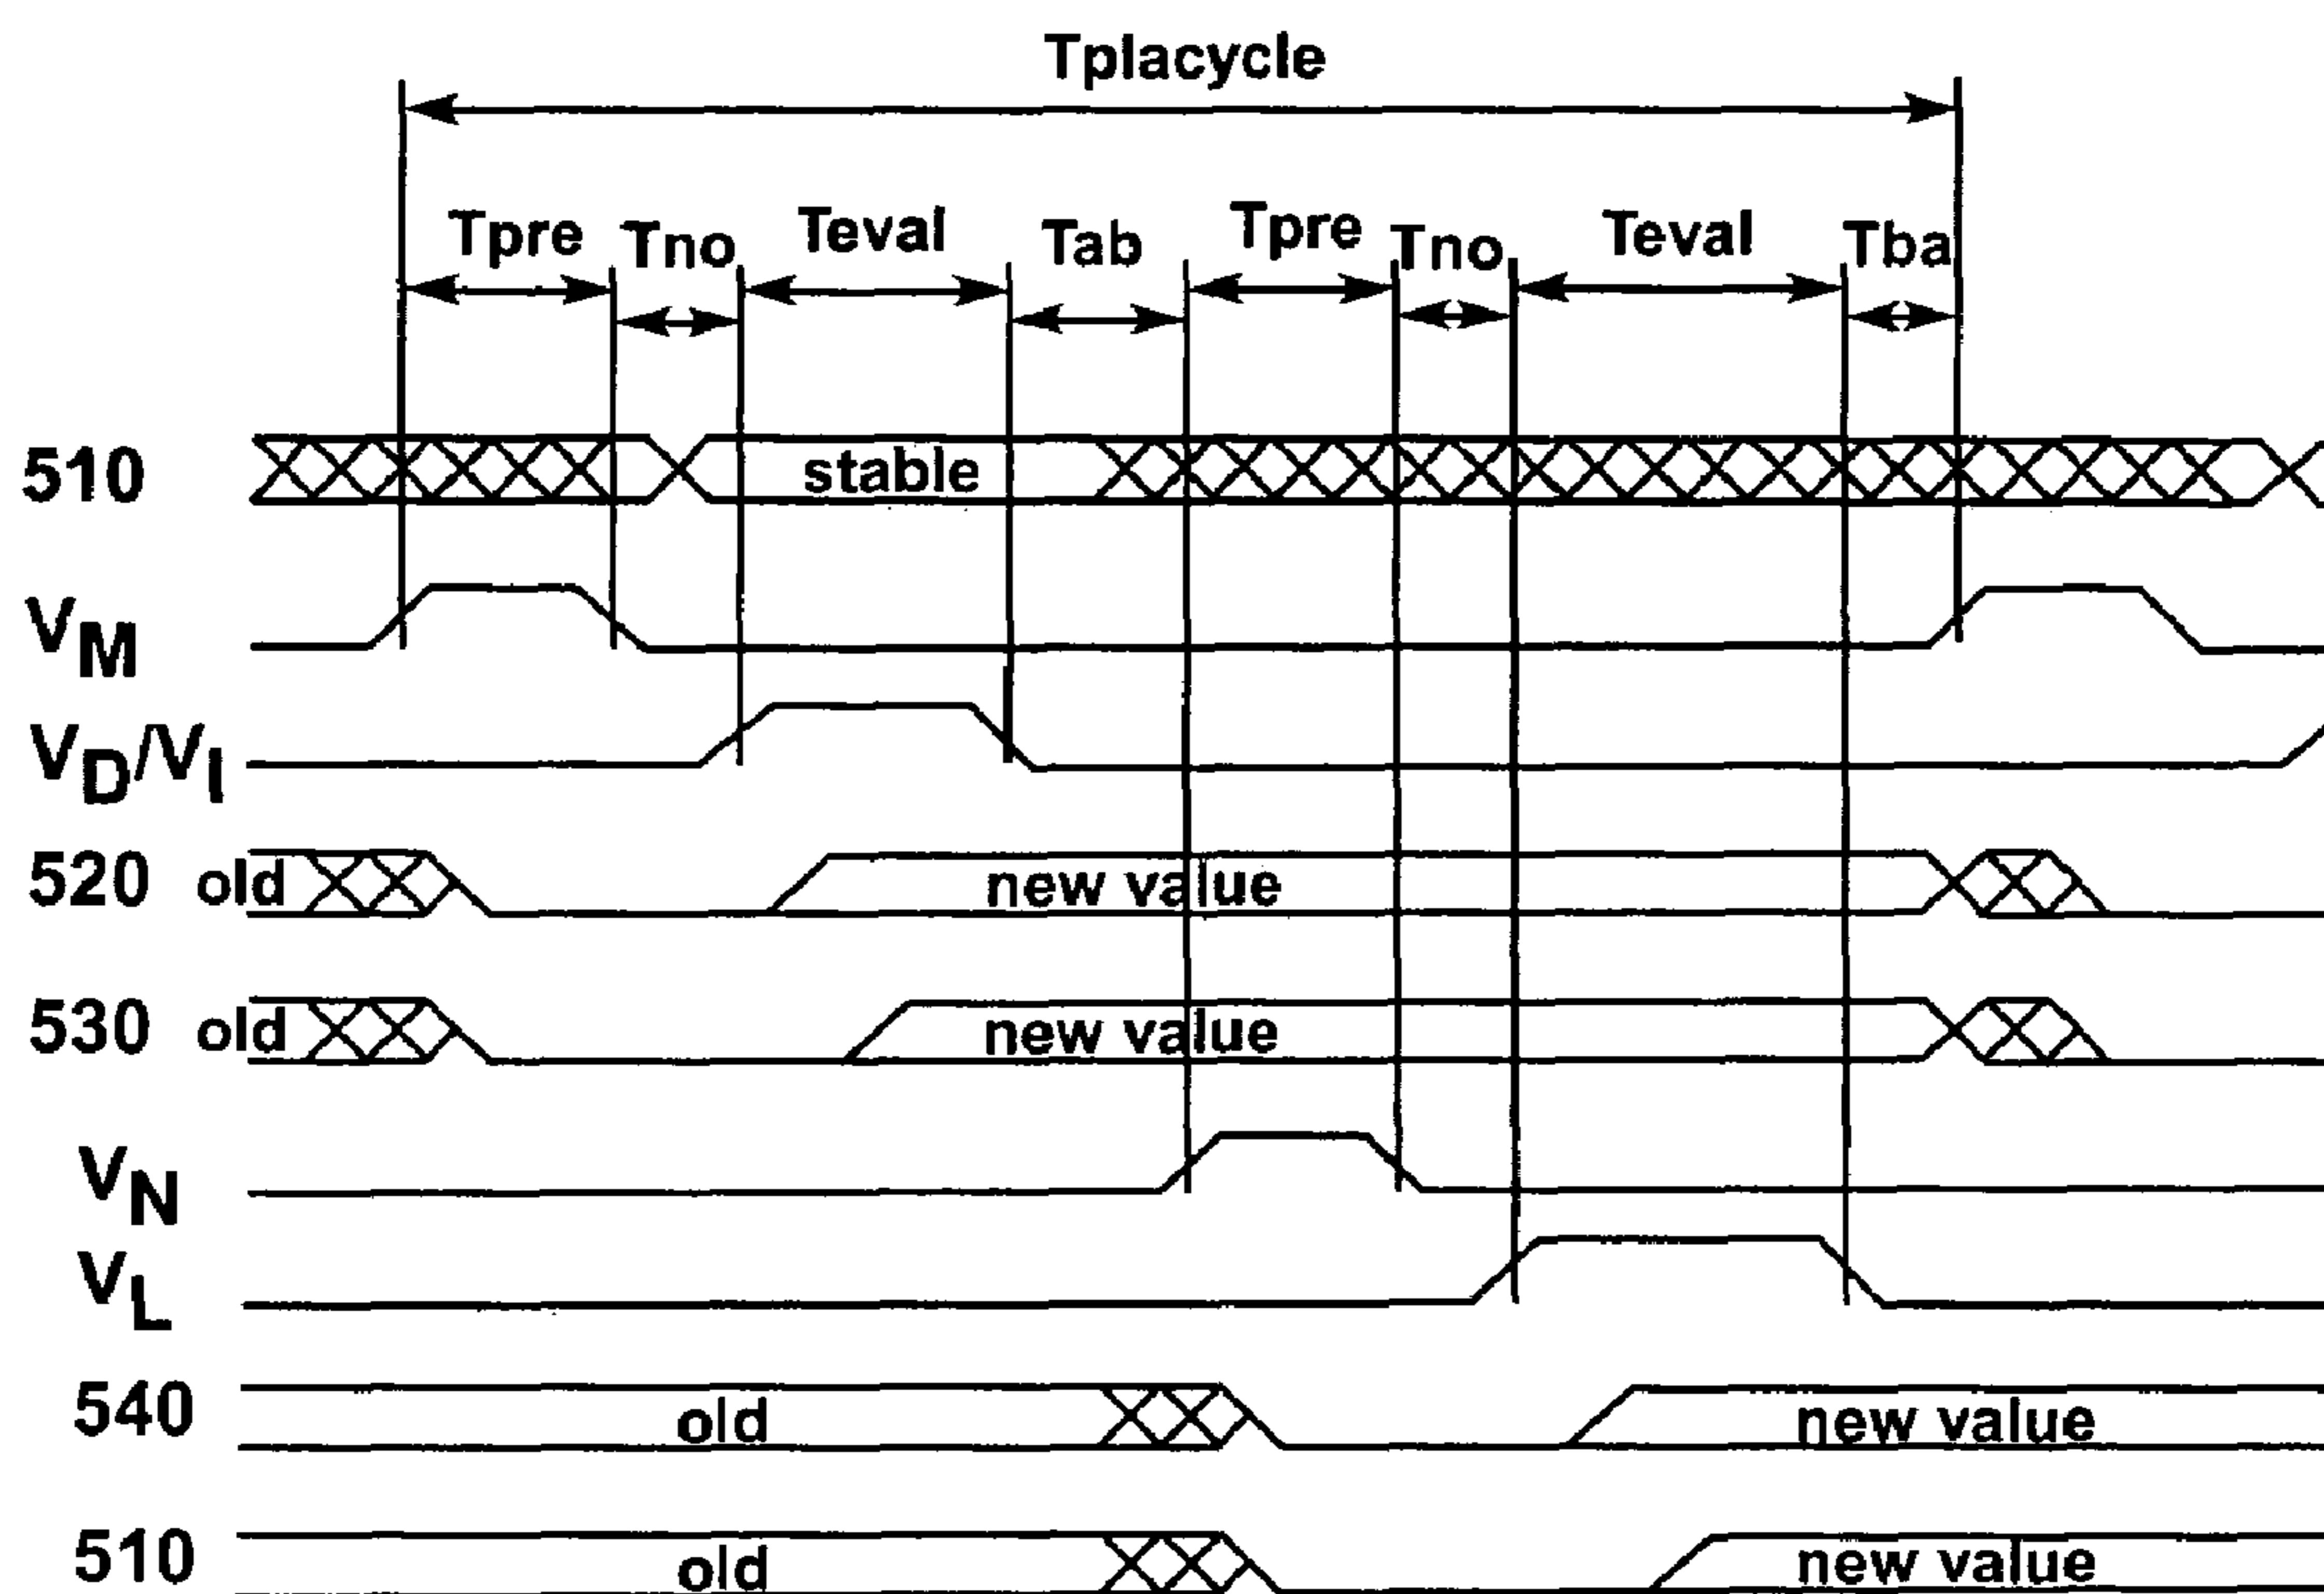 Tplacycle
Tpre Tno Teval Tab Tpre Tno Teval Tba
510 stable
VM
VD/VI
520 old new value
530 old new value
VN
VL
540 old new value
510 old new value